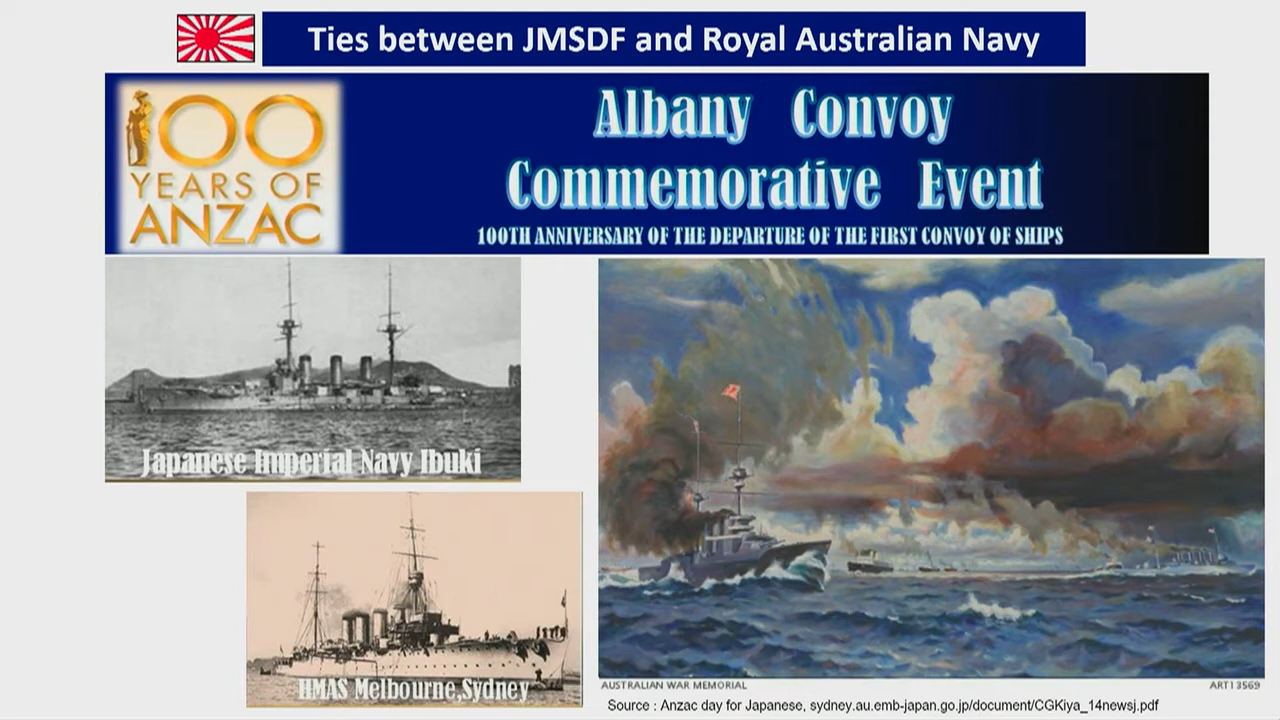 Ties between JMSDF and Royal Australian Navy
100
YEARS OF
ANZAC
Albany Convoy
Commemorative Event
100TH ANNIVERSARY OF THE DEPARTURE OF THE FIRST CONVOY OF SHIPS
Japanese Imperial Navy Ibuki
HMAS Melbourne,Sydney
AUSTRALIAN WAR MEMORIAL
ART13569
Source : Anzac day for Japanese, sydney.au.emb-japan.go.jp/document/CGKiya_14newsj.pdf